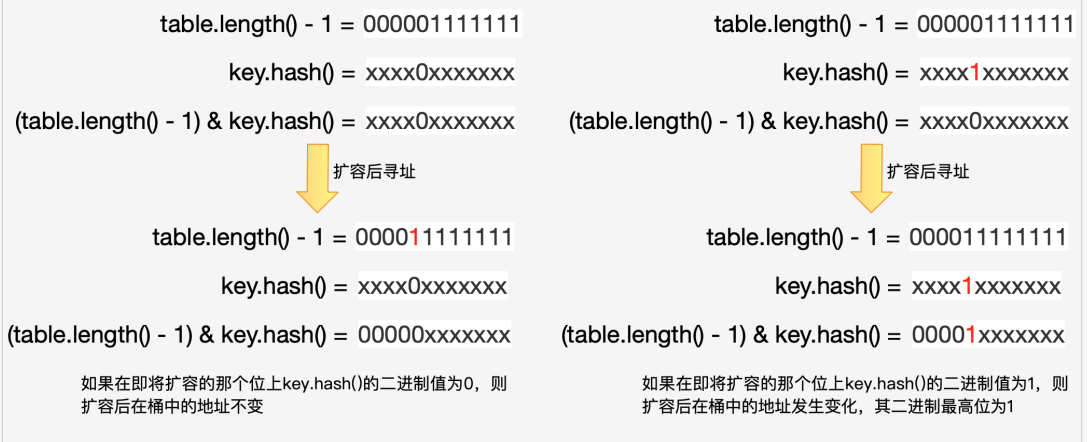 table.length() - 1 = 000001111111
key.hash() = xxxx0xxxxxxx
(table.length() - 1) & key.hash() = xxxx0xxxxxxx
扩容后寻址
table.length() - 1 = 000011111111
key.hash() = xxxx0xxxxxxx
(table.length() - 1) & key.hash() = 00000xxxxxxx
如果在即将扩容的那个位上key.hash()的二进制值为0，则
扩容后在桶中的地址不变
table.length() - 1 = 000001111111
key.hash() = xxxx1xxxxxxx
(table.length() - 1) & key.hash() = xxxx0xxxxxxx
扩容后寻址
table.length() - 1 = 000011111111
key.hash() = xxxx1xxxxxxx
(table.length() - 1) & key.hash() = 00001xxxxxxx
如果在即将扩容的那个位上key.hash()的二进制值为1，则
扩容后在桶中的地址发生变化，其二进制最高位为1